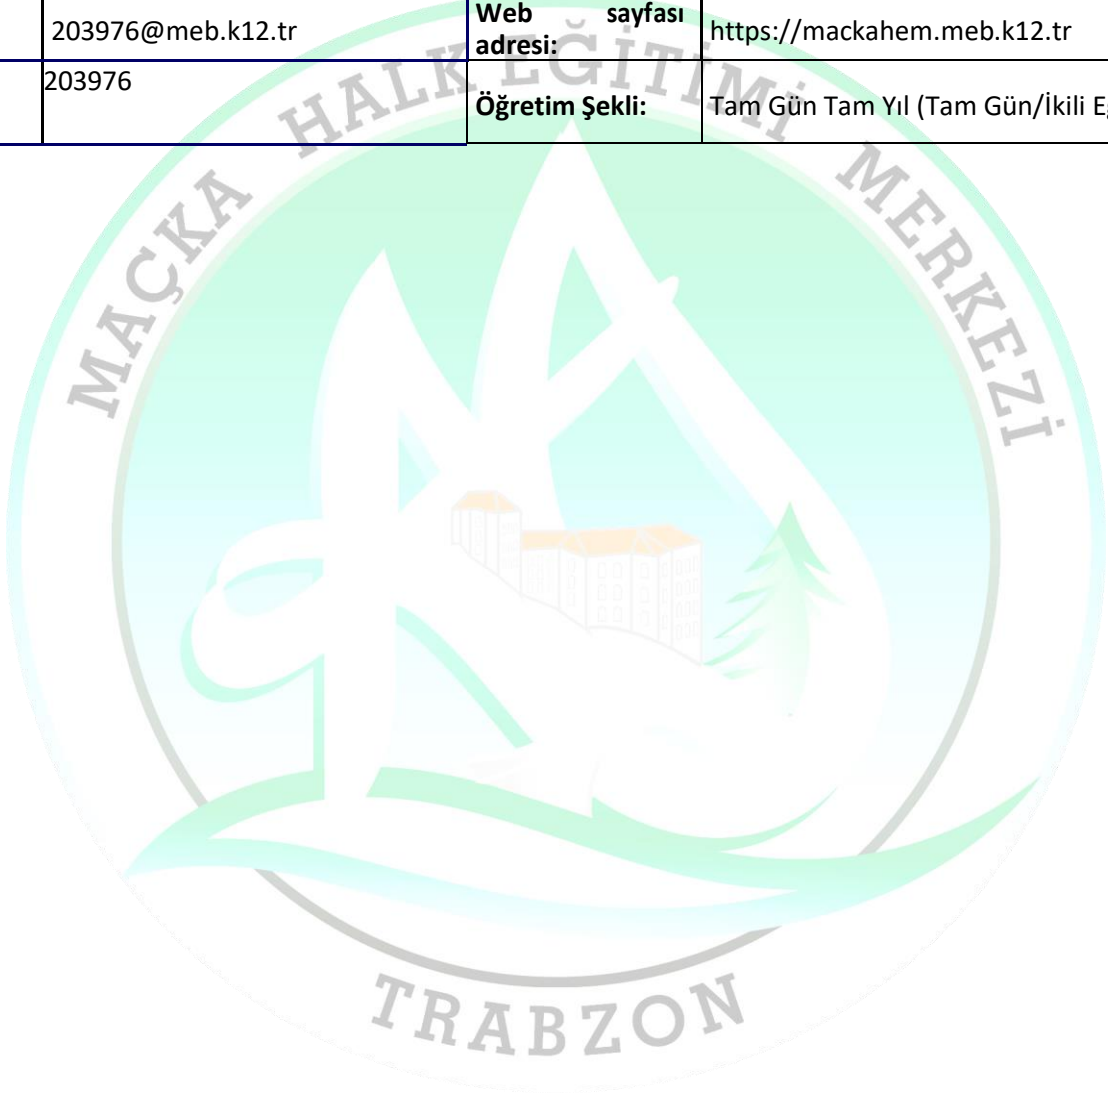 203976@meb.k12.tr
Web sayfası
adresi:
https://mackahem.meb.k12.tr
203976
Öğretim Şekli:
Tam Gün Tam Yıl (Tam Gün/İkili
MAÇKA HALK EĞİTİMİ MERKEZİ
TRABZON